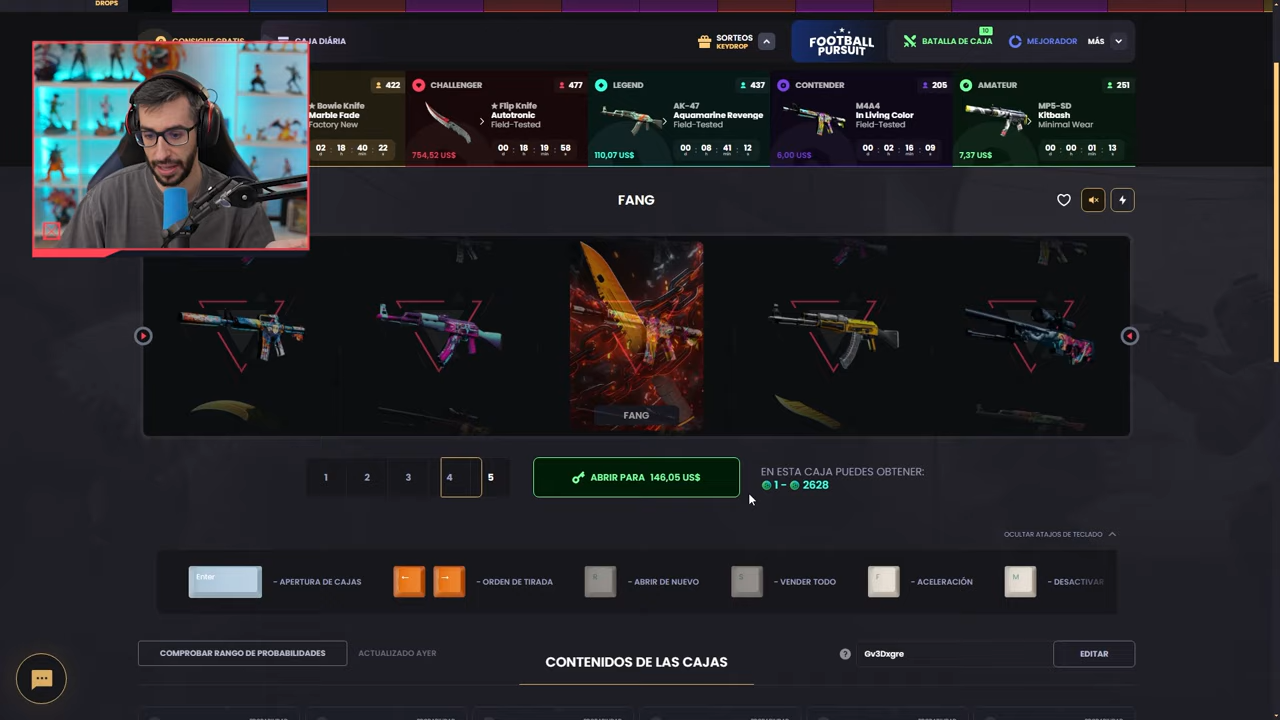 DROPS
CONSIGUE GRATIS
CAJA DIÁRIA
SORTEOS
KEYDROP
FOOTBALL
PURSUIT
10
BATALLA DE CAJA
MEJORADOR
MÁS
422
★ Bowie Knife
Marble Fade
Factory New
02 : 18 : 40 : 22
d h min s
CHALLENGER
477
★ Flip Knife
Autotronic
Field-Tested
754,52 US$
00 : 18 : 19 : 58
d h min s
LEGEND
437
AK-47
Aquamarine Revenge
Field-Tested
110,07 US$
00 : 08 : 41 : 12
d h min s
CONTENDER
205
M4A4
In Living Color
Field-Tested
6,00 US$
00 : 02 : 16 : 09
d h min s
AMATEUR
251
MP5-SD
Kitbash
Minimal Wear
7,37 US$
00 : 00 : 01 : 13
d h min s
FANG
FANG
1 2 3 4 5
ABRIR PARA 146,05 US$
EN ESTA CAJA PUEDES OBTENER:
1 - 2628
OCULTAR ATAJOS DE TECLADO
Enter - APERTURA DE CAJAS
← → - ORDEN DE TIRADA
R - ABRIR DE NUEVO
S - VENDER TODO
F - ACELERACIÓN
M - DESACTIVAR
COMPROBAR RANGO DE PROBABILIDADES
ACTUALIZADO AYER
CONTENIDOS DE LAS CAJAS
? Gv3Dxgre
EDITAR